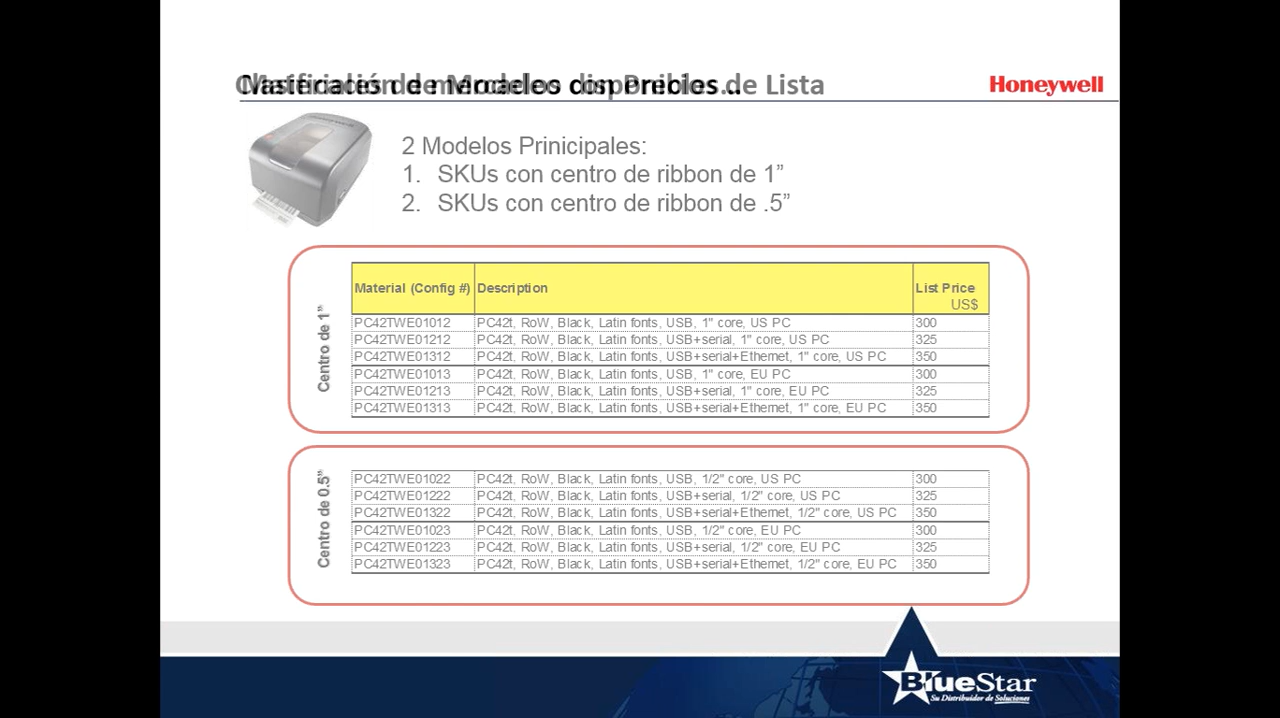 de Lista
Honeywell
2 Modelos Prinicipales:
1. SKUs con centro de ribbon de 1”
2. SKUs con centro de ribbon de .5”
Centro de 1”
Material (Config #) Description List Price US$
PC42TWE01012 PC42t, RoW, Black, Latin fonts, USB, 1" core, US PC 300
PC42TWE01212 PC42t, RoW, Black, Latin fonts, USB+serial, 1" core, US PC 325
PC42TWE01312 PC42t, RoW, Black, Latin fonts, USB+serial+Ethernet, 1" core, US PC 350
PC42TWE01013 PC42t, RoW, Black, Latin fonts, USB, 1" core, EU PC 300
PC42TWE01213 PC42t, RoW, Black, Latin fonts, USB+serial, 1" core, EU PC 325
PC42TWE01313 PC42t, RoW, Black, Latin fonts, USB+serial+Ethernet, 1" core, EU PC 350
Centro de 0.5”
PC42TWE01022 PC42t, RoW, Black, Latin fonts, USB, 1/2" core, US PC 300
PC42TWE01222 PC42t, RoW, Black, Latin fonts, USB+serial, 1/2" core, US PC 325
PC42TWE01322 PC42t, RoW, Black, Latin fonts, USB+serial+Ethernet, 1/2" core, US PC 350
PC42TWE01023 PC42t, RoW, Black, Latin fonts, USB, 1/2" core, EU PC 300
PC42TWE01223 PC42t, RoW, Black, Latin fonts, USB+serial, 1/2" core, EU PC 325
PC42TWE01323 PC42t, RoW, Black, Latin fonts, USB+serial+Ethernet, 1/2" core, EU PC 350
BlueStar
Su Distribuidor de Soluciones